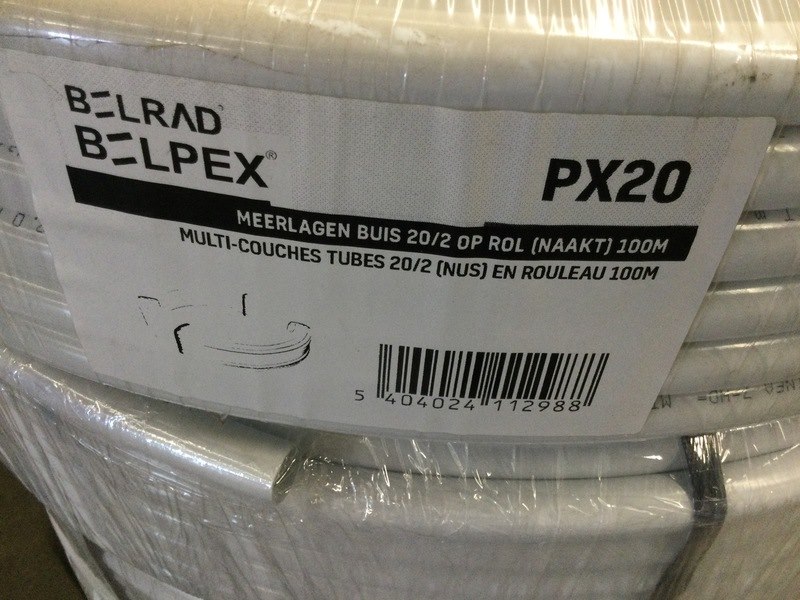 BELRAD
BELPEX®
PX20
MEERLAGEN BUIS 20/2 OP ROL (NAAKT) 100M
MULTI-COUCHES TUBES 20/2 (NUS) EN ROULEAU 100M
5 404024 112988